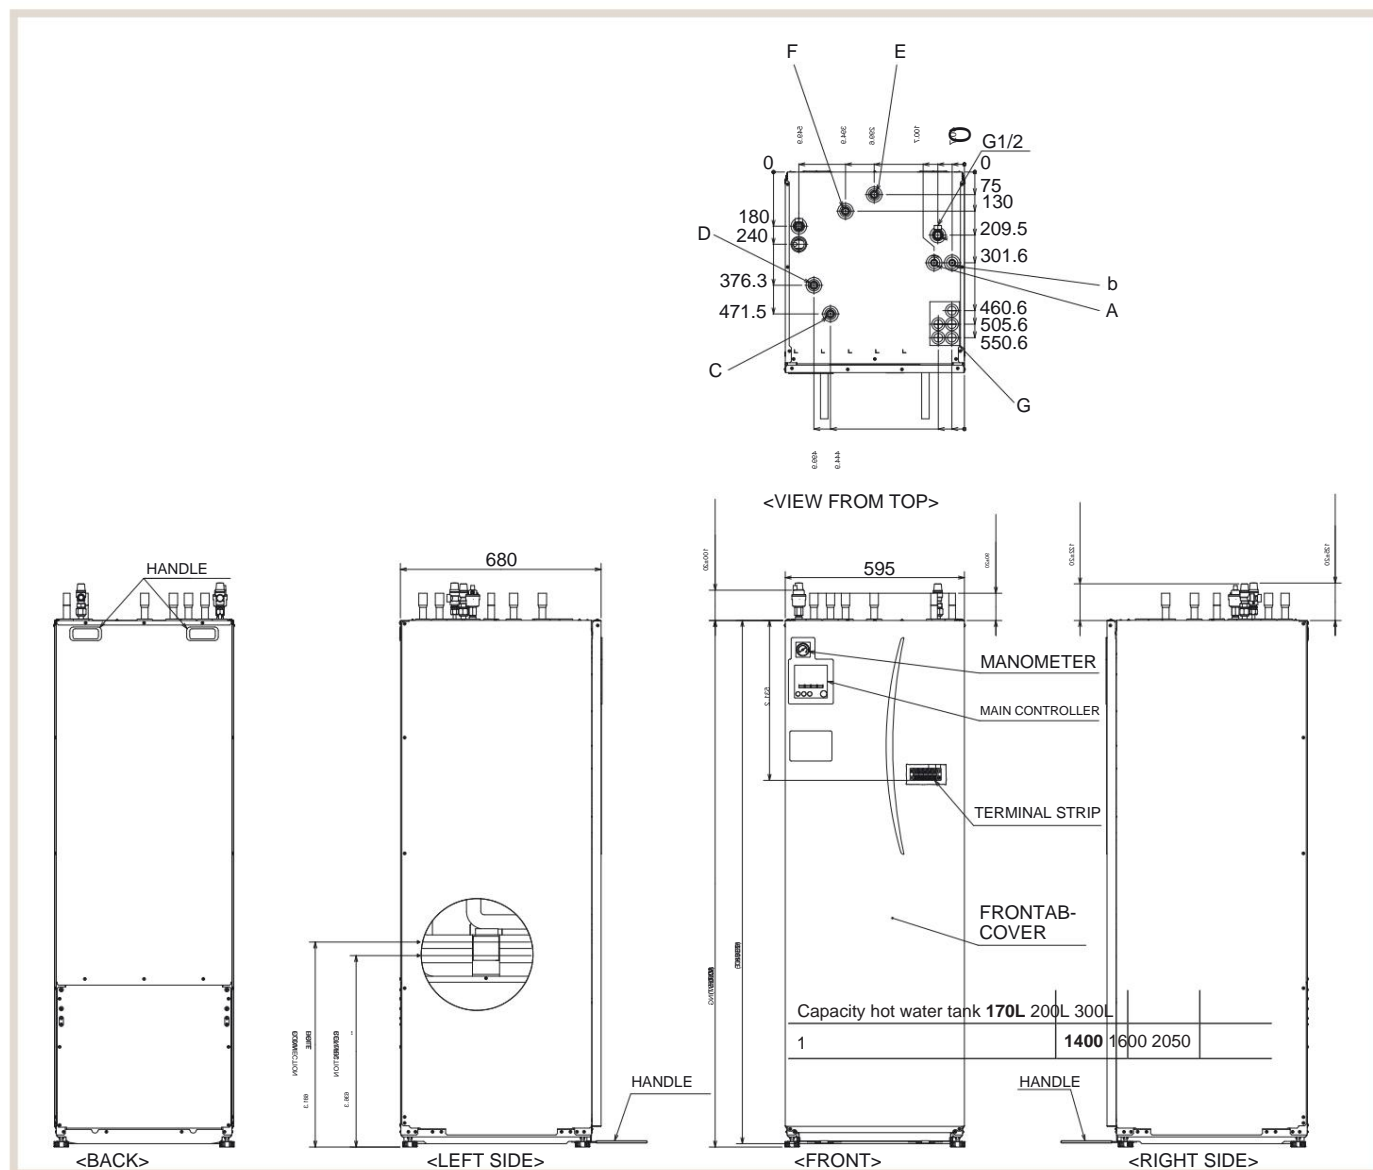 F
E
G1/2
0
0
75
130
180
209.5
D
240
301.6
376.3
b
471.5
460.6
A
505.6
550.6
C
G
<VIEW FROM TOP>
HANDLE
680
595
MANOMETER
MAIN CONTROLLER
TERMINAL STRIP
FRONTAB-
COVER
Capacity hot water tank 170L 200L 300L
1 1400 1600 2050
HANDLE
HANDLE
<BACK>
<LEFT SIDE>
<FRONT>
<RIGHT SIDE>